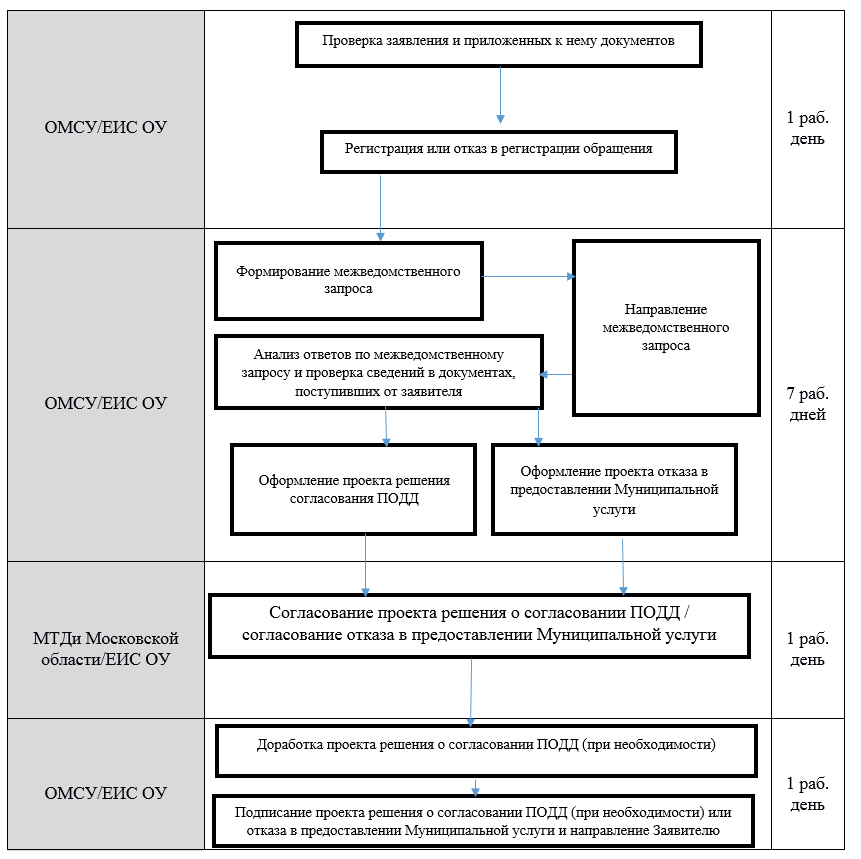 Проверка заявления и приложенных к нему документов
ОМСУ/ЕИС ОУ
1 раб.
день
Регистрация или отказ в регистрации обращения
Формирование межведомственного
запроса
Направление
межведомственного
запроса
Анализ ответов по межведомственному
запросу и проверка сведений в документах,
поступивших от заявителя
ОМСУ/ЕИС ОУ
7 раб.
дней
Оформление проекта решения
согласования ПОДД
Оформление проекта отказа в
предоставлении Муниципальной
услуги
МТДи Московской
области/ЕИС ОУ
Согласование проекта решения о согласовании ПОДД /
согласование отказа в предоставлении Муниципальной услуги
1 раб.
день
Доработка проекта решения о согласовании ПОДД (при необходимости)
ОМСУ/ЕИС ОУ
1 раб.
день
Подписание проекта решения о согласовании ПОДД (при необходимости) или
отказа в предоставлении Муниципальной услуги и направление Заявителю